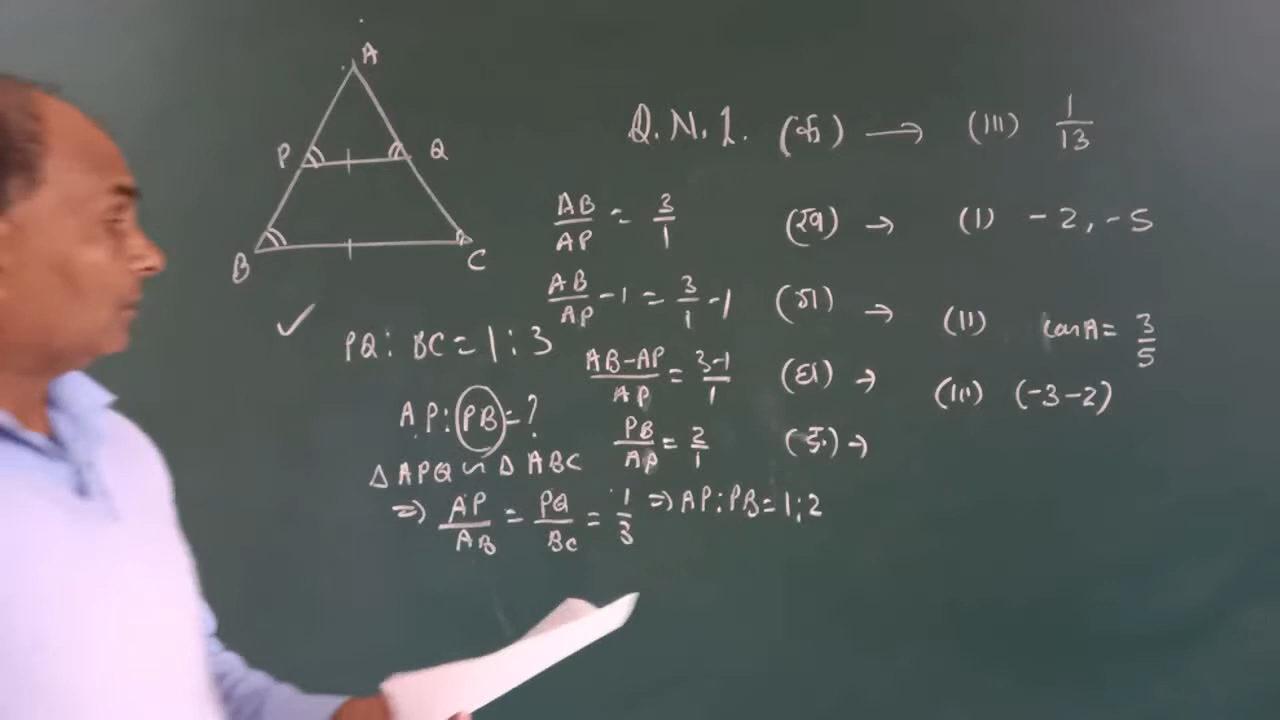 A
P
Q
B
C
PQ : BC = 1 : 3
AP : PB = ?
Δ APQ ∽ Δ ABC
⇒ AP/AB = PQ/BC = 1/3 ⇒ AP : PB = 1 : 2
AB/AP = 3/1
AB/AP - 1 = 3/1 - 1
AB-AP/AP = 3-1/1
PB/AP = 2/1
Q.N.1. (क) → (III) 1/13
(ख) → (I) -2, -5
(ग) → (II) cosA = 3/5
(घ) → (III) (-3-2)
(ङ) →